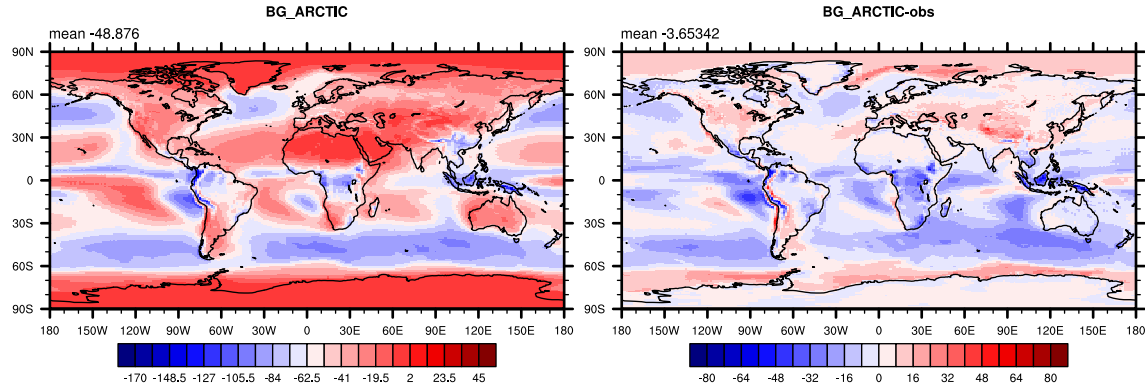 BG_ARCTIC
mean -48.876
90N
60N
30N
0
30S
60S
90S
180 150W 120W 90W 60W 30W 0 30E 60E 90E 120E 150E 180
-170 -148.5 -127 -105.5 -84 -62.5 -41 -19.5 2 23.5 45
BG_ARCTIC-obs
mean -3.65342
90N
60N
30N
0
30S
60S
90S
180 150W 120W 90W 60W 30W 0 30E 60E 90E 120E 150E 180
-80 -64 -48 -32 -16 0 16 32 48 64 80